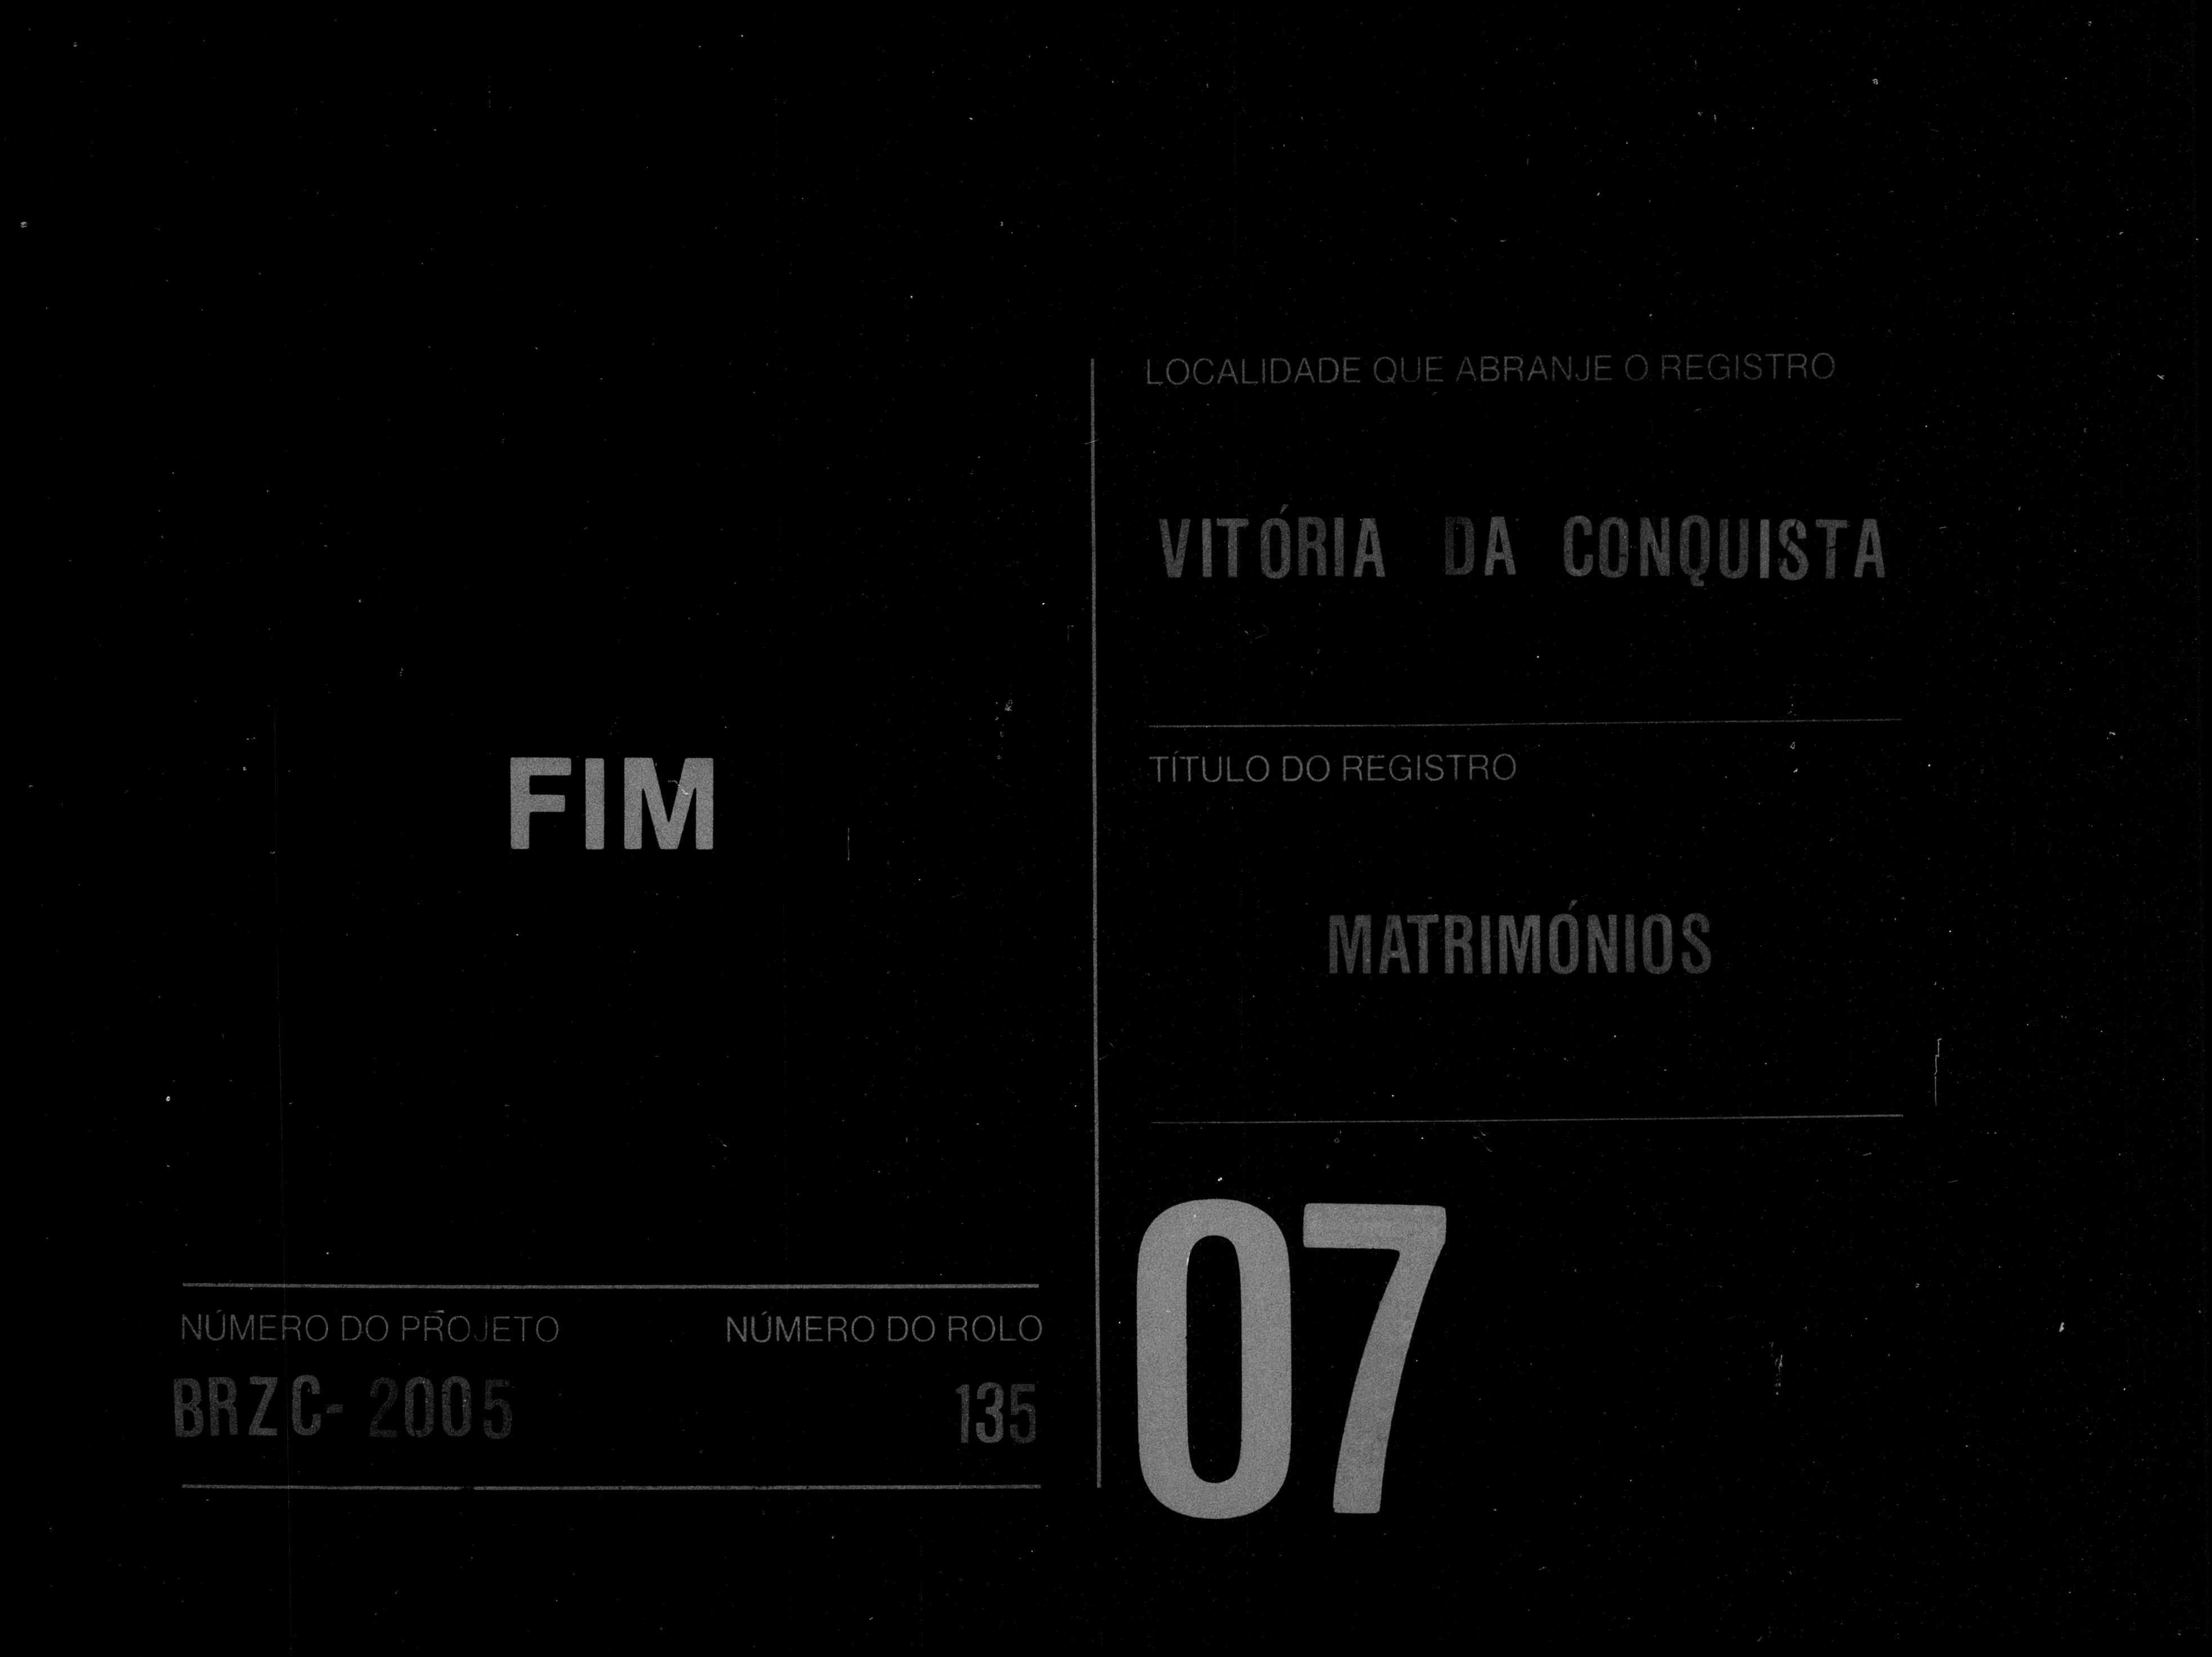 FIM
NÚMERO DO PROJETO
BRZC-2005
NÚMERO DO ROLO
135
LOCALIDADE QUE ABRANJE O REGISTRO
VITÓRIA DA CONQUISTA
TÍTULO DO REGISTRO
MATRIMÓNIOS
07